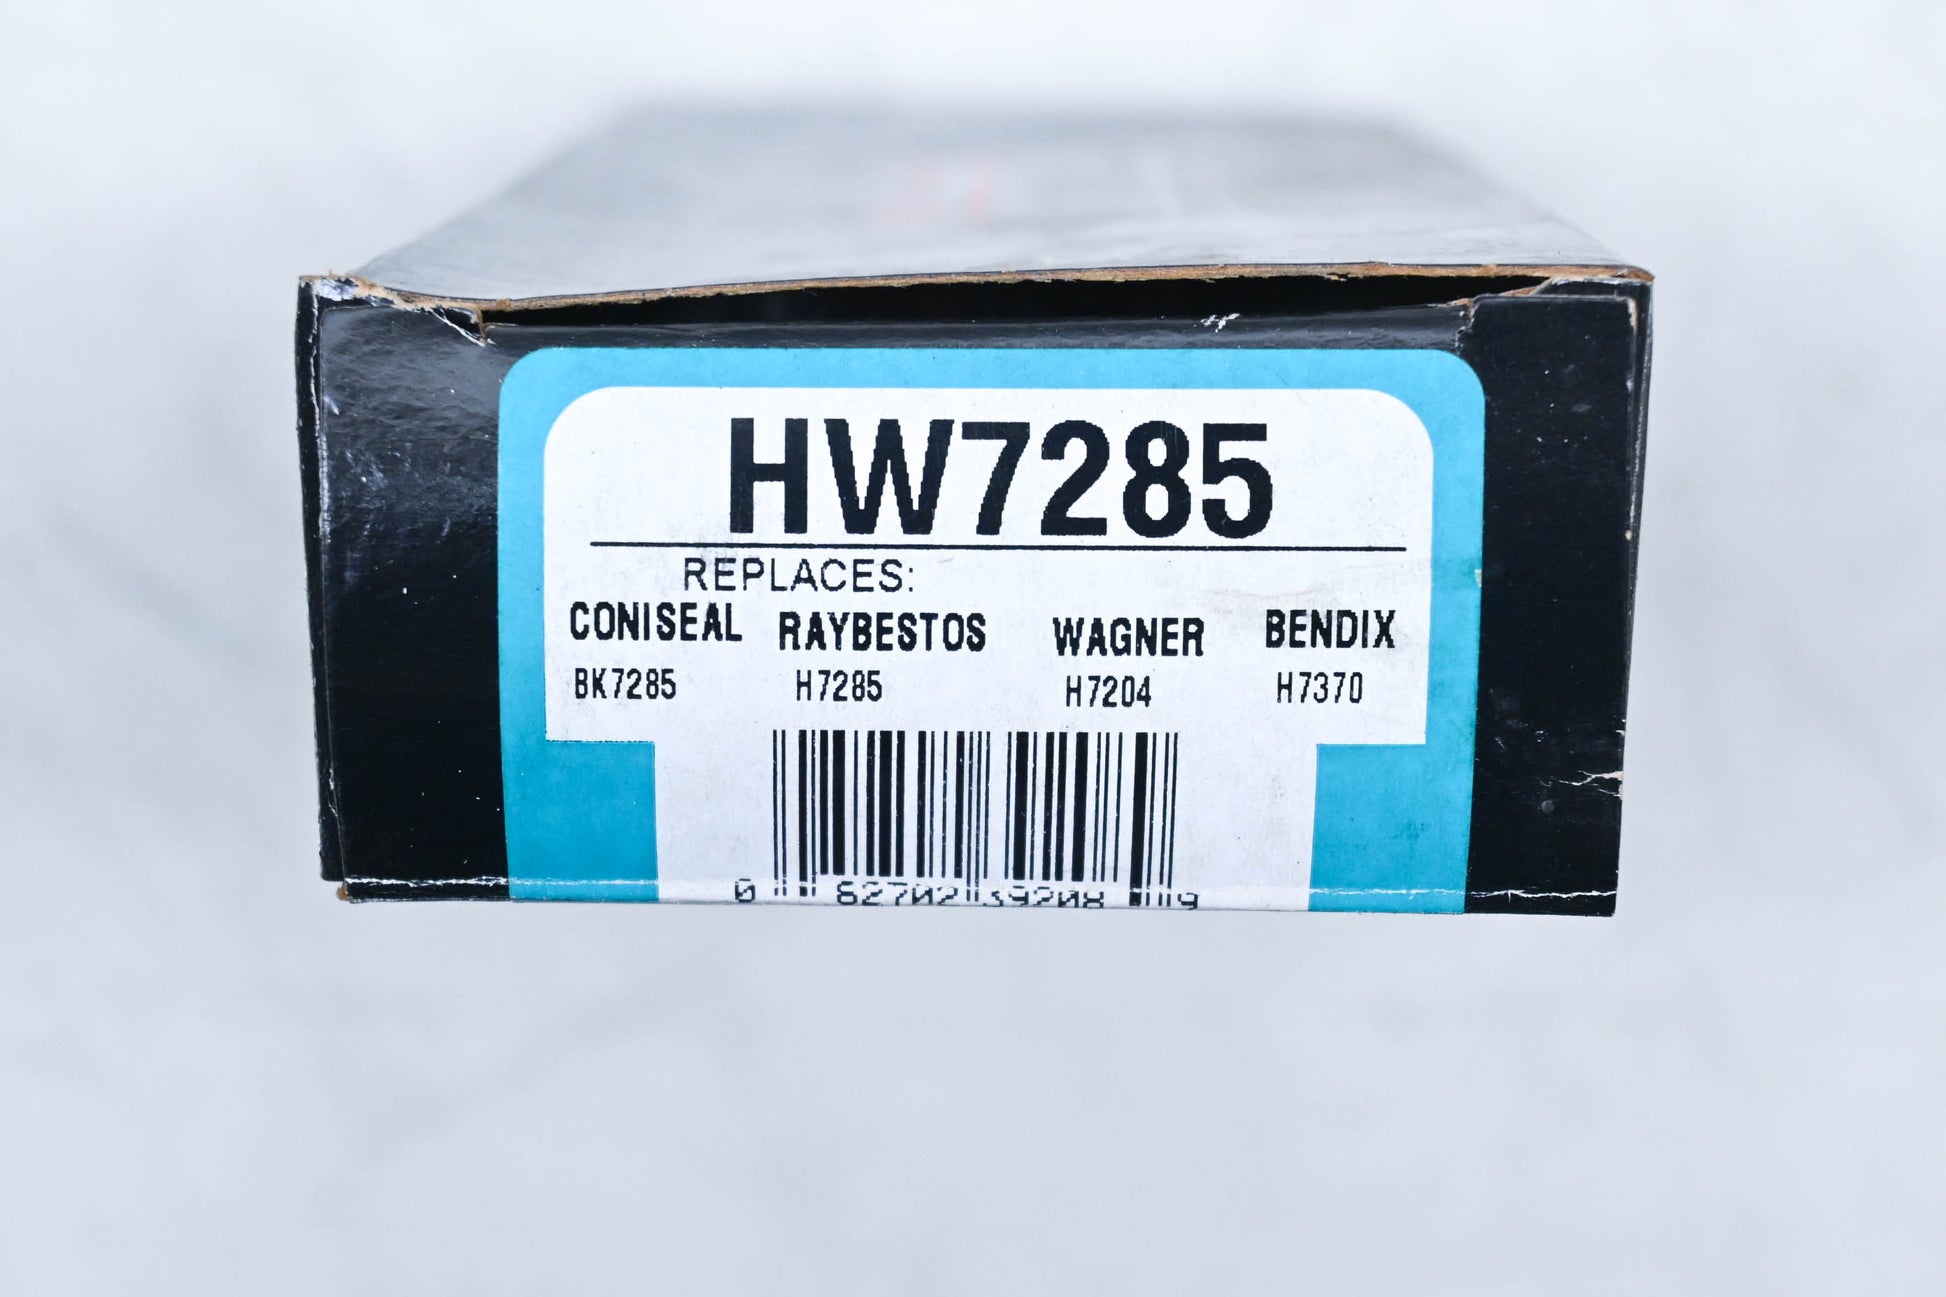 HW7285
REPLACES:
CONISEAL RAYBESTOS WAGNER BENDIX
BK7285 H7285 H7204 H7370
0 82702 39208 9